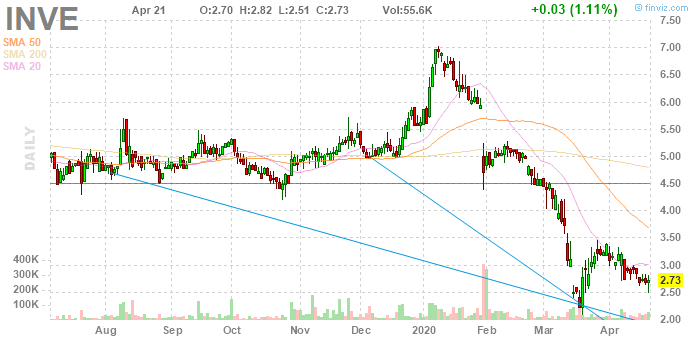 INVE
Apr 21 O:2.70 H:2.82 L:2.51 C:2.73 Vol:55.6K +0.03 (1.11%)
© finviz.com
SMA 50
SMA 200
SMA 20
DAILY
7.50
7.00
6.50
6.00
5.50
5.00
4.50
4.00
3.50
3.00
2.73
2.50
2.00
400K
300K
200K
100K
Aug Sep Oct Nov Dec 2020 Feb Mar Apr